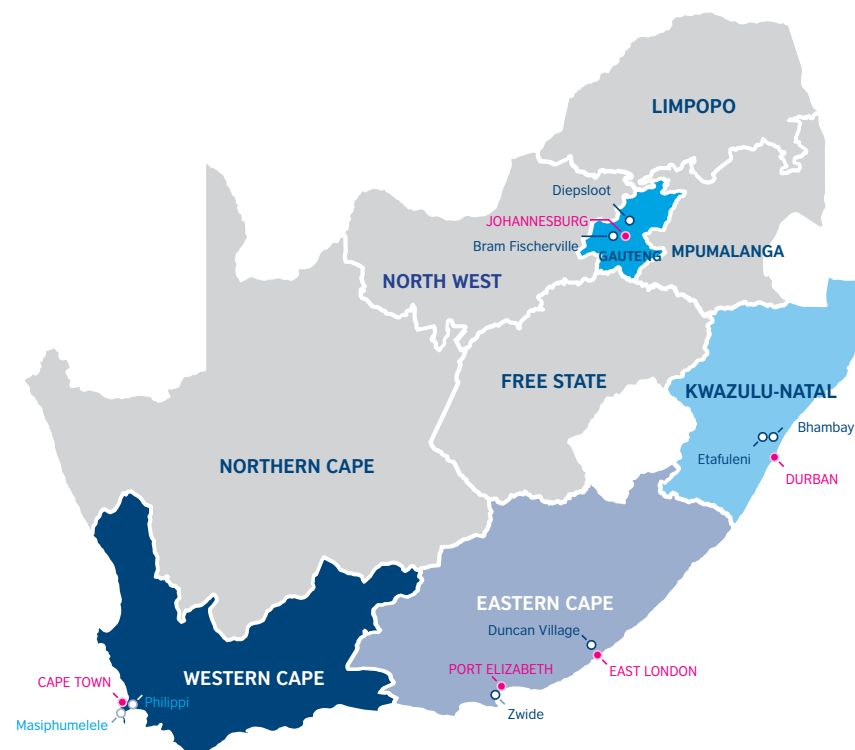 LIMPOPO
Diepsloot
JOHANNESBURG
Bram Fischerville
GAUTENG
MPUMALANGA
NORTH WEST
FREE STATE
KWAZULU-NATAL
Bhambay
Etafuleni
DURBAN
NORTHERN CAPE
EASTERN CAPE
Duncan Village
PORT ELIZABETH
EAST LONDON
WESTERN CAPE
CAPE TOWN
Philippi
Masiphumelele
Zwide